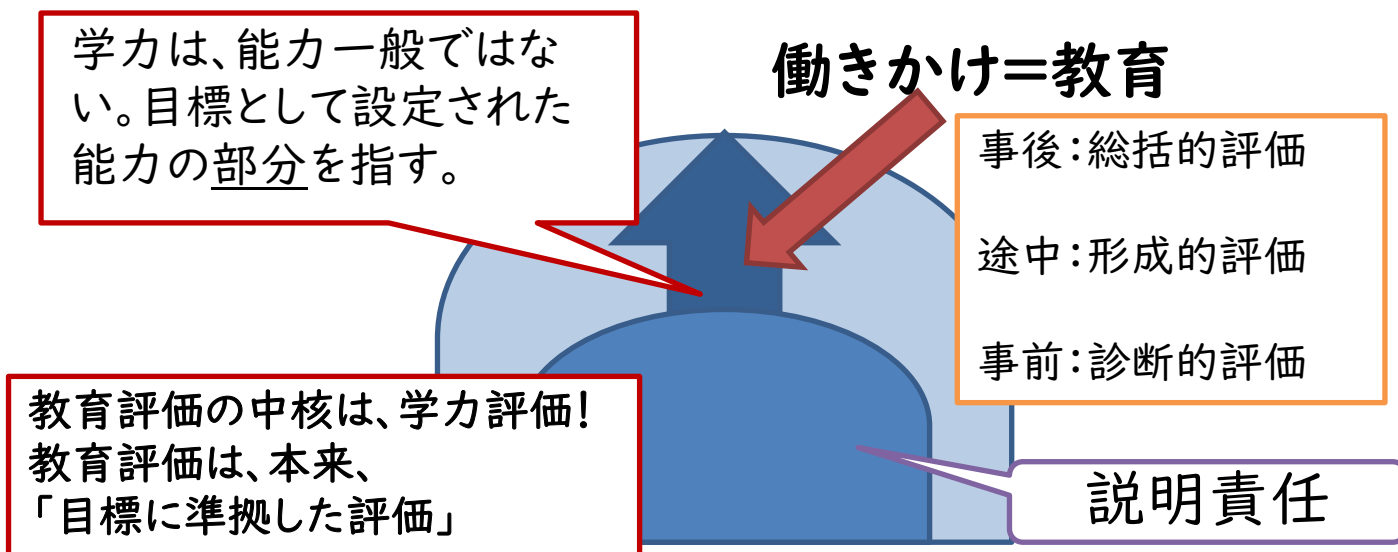 学力は、能力一般ではな
い。目標として設定された
能力の部分を指す。
働きかけ=教育
事後:総括的評価
途中:形成的評価
事前:診断的評価
教育評価の中核は、学力評価!
教育評価は、本来、
「目標に準拠した評価」
説明責任